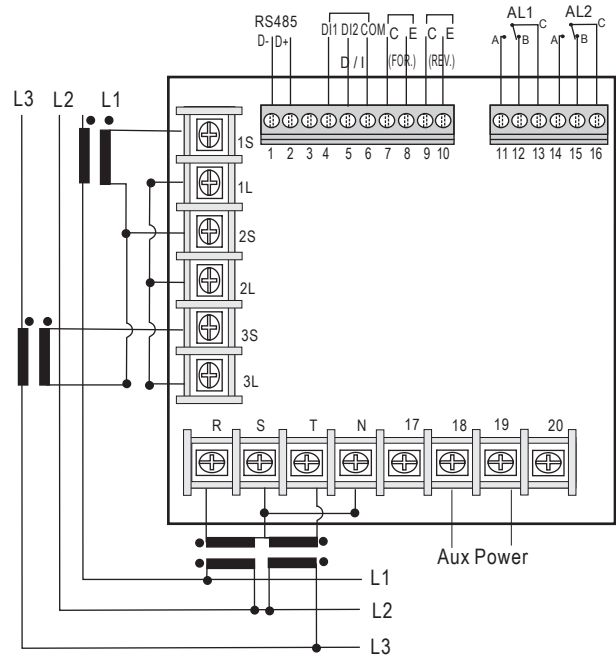 RS485
D- D+
DI1 DI2 COM
D / I
C E
(FOR.)
C E
(REV.)
AL1
A B C
AL2
A B C
L3 L2 L1
1 2 3 4 5 6 7 8 9 10
11 12 13 14 15 16
1S
1L
2S
2L
3S
3L
R S T N 17 18 19 20
Aux Power
L1
L2
L3